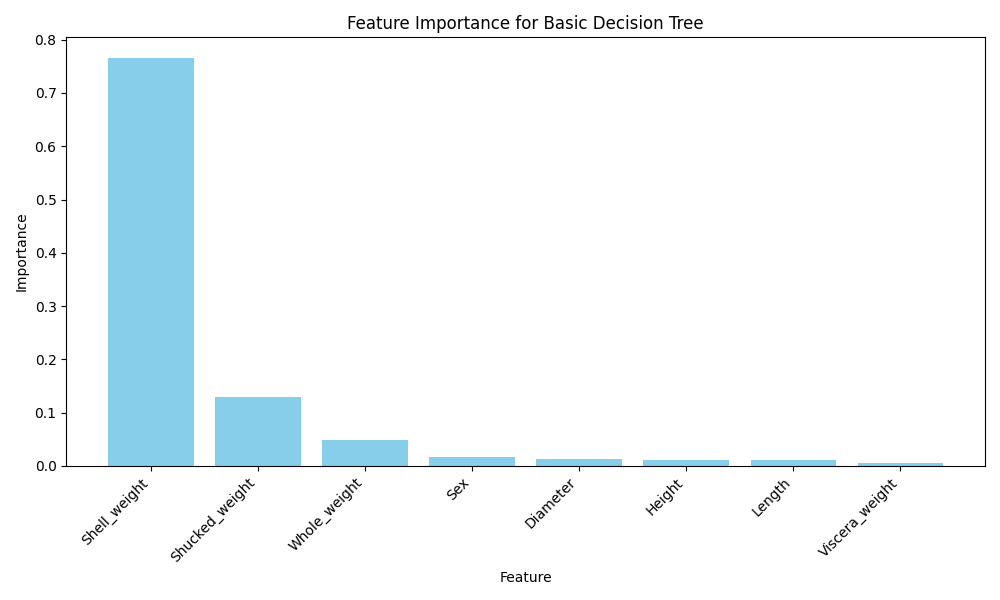 Feature Importance for Basic Decision Tree
0.8
0.7
0.6
0.5
0.4
0.3
0.2
0.1
0.0
Importance
Shell_weight
Shucked_weight
Whole_weight
Sex
Diameter
Height
Length
Viscera_weight
Feature